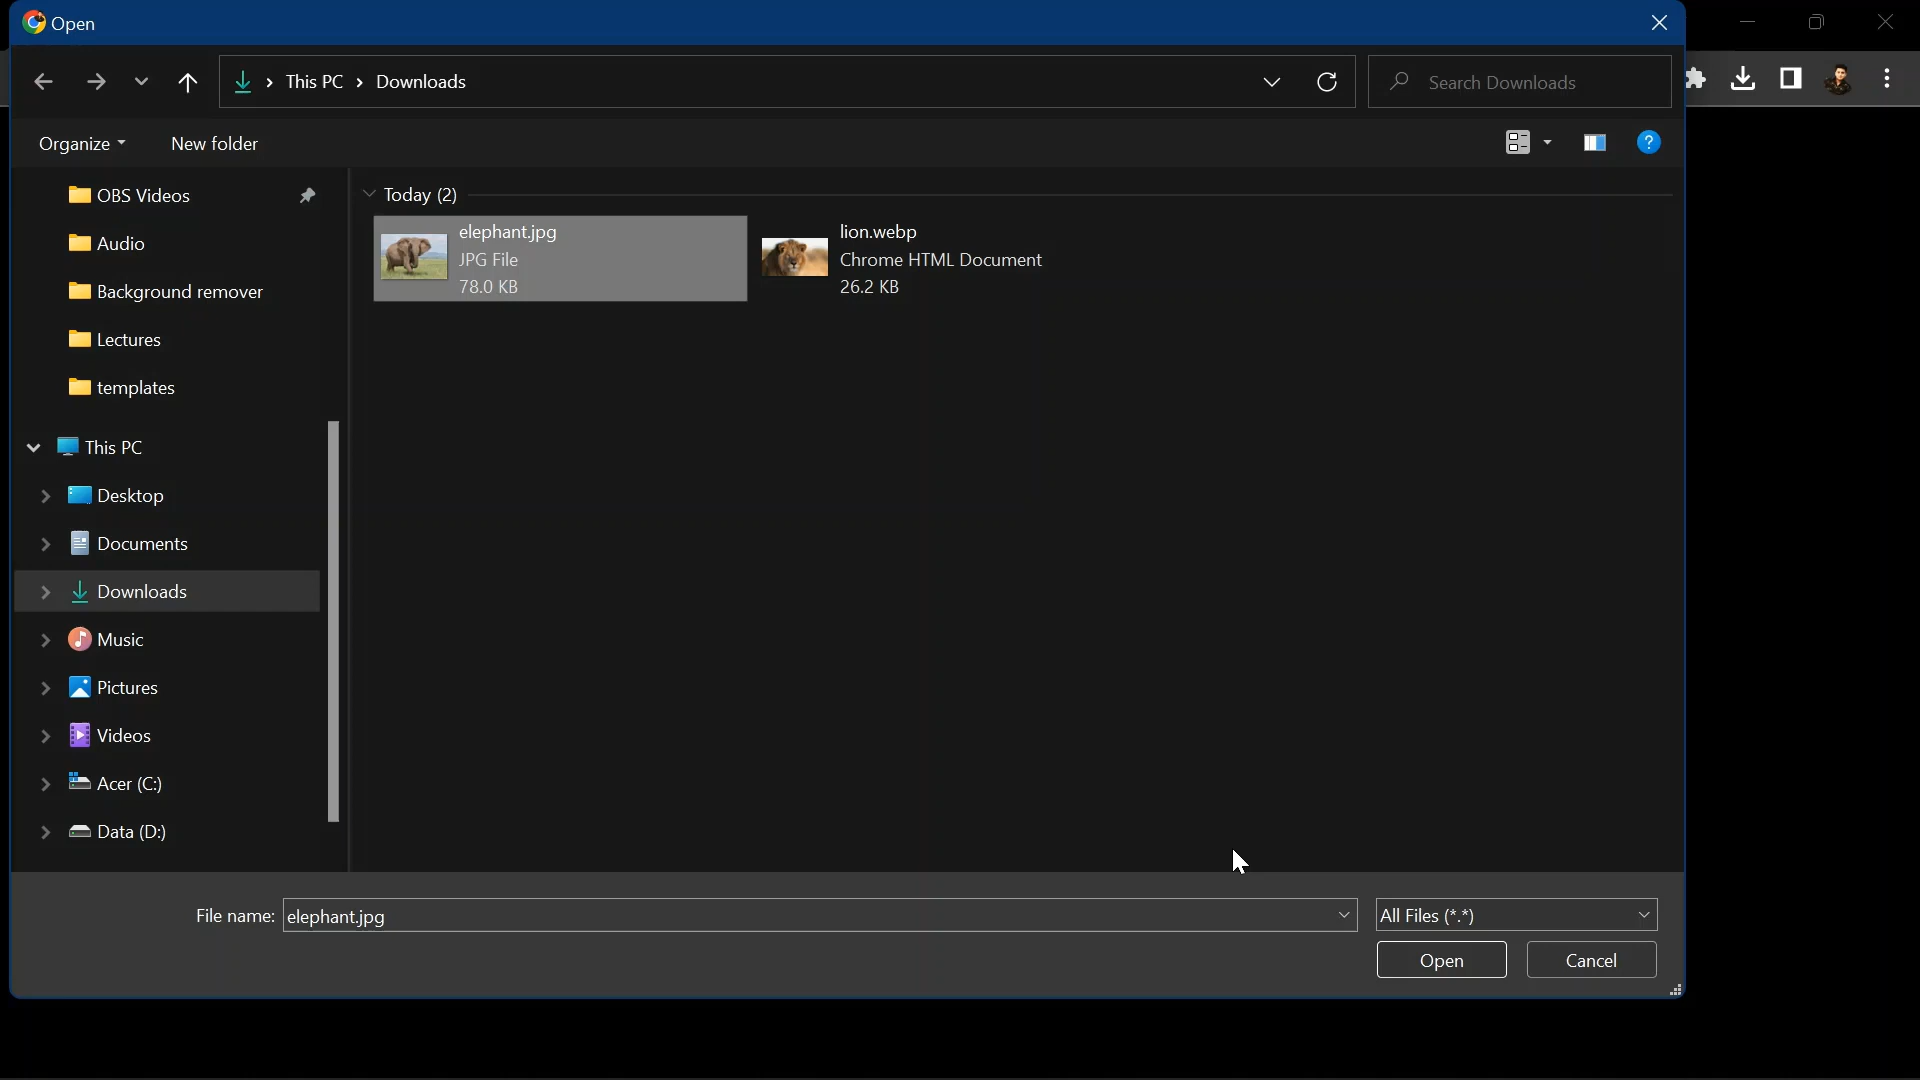 Open
This PC
Downloads
Search Downloads
Organize
New folder
OBS Videos
Audio
Background remover
Lectures
templates
This PC
Desktop
Documents
Downloads
Music
Pictures
Videos
Acer (C:)
Data (D:)
Today (2)
elephant.jpg
JPG File
78.0 KB
lion.webp
Chrome HTML Document
26.2 KB
File name: elephant.jpg
All Files (*.*)
Open
Cancel